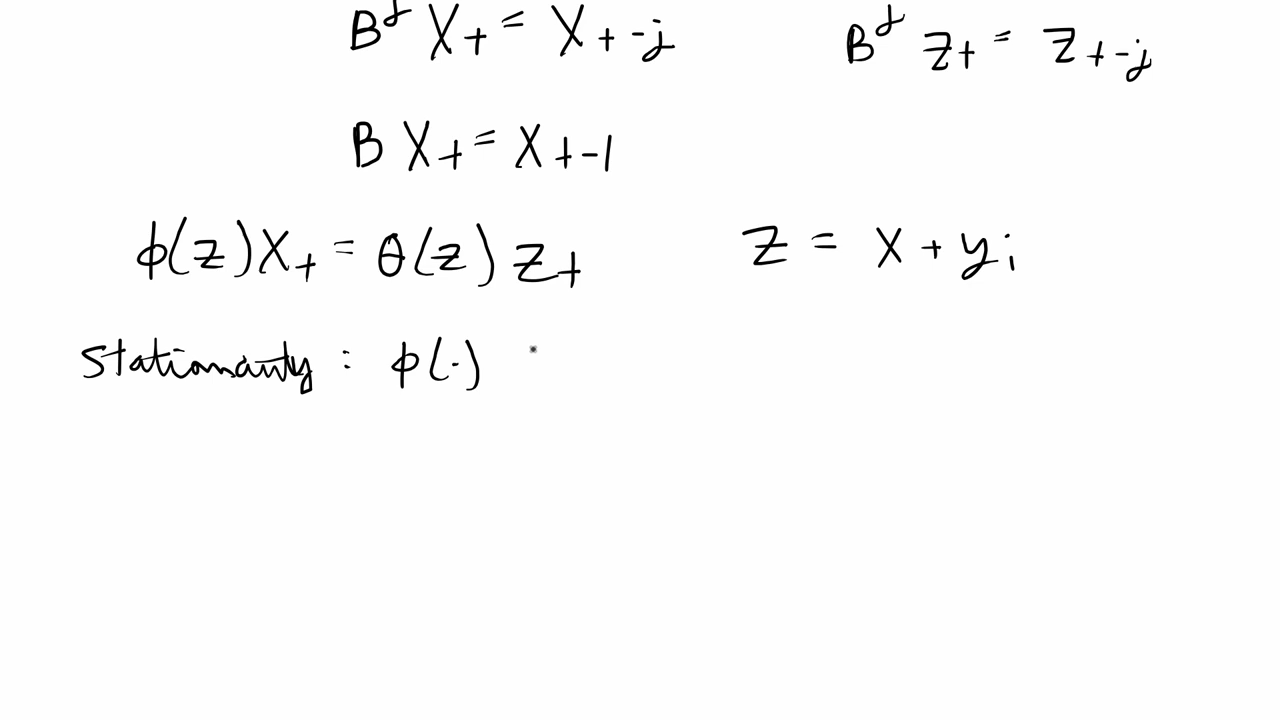 B^j X_t = X_{t-j} B^j Z_t = Z_{t-j}
B X_t = X_{t-1}
ϕ(z)X_t = θ(z) Z_t z = x + yi
Stationarity : ϕ(·)